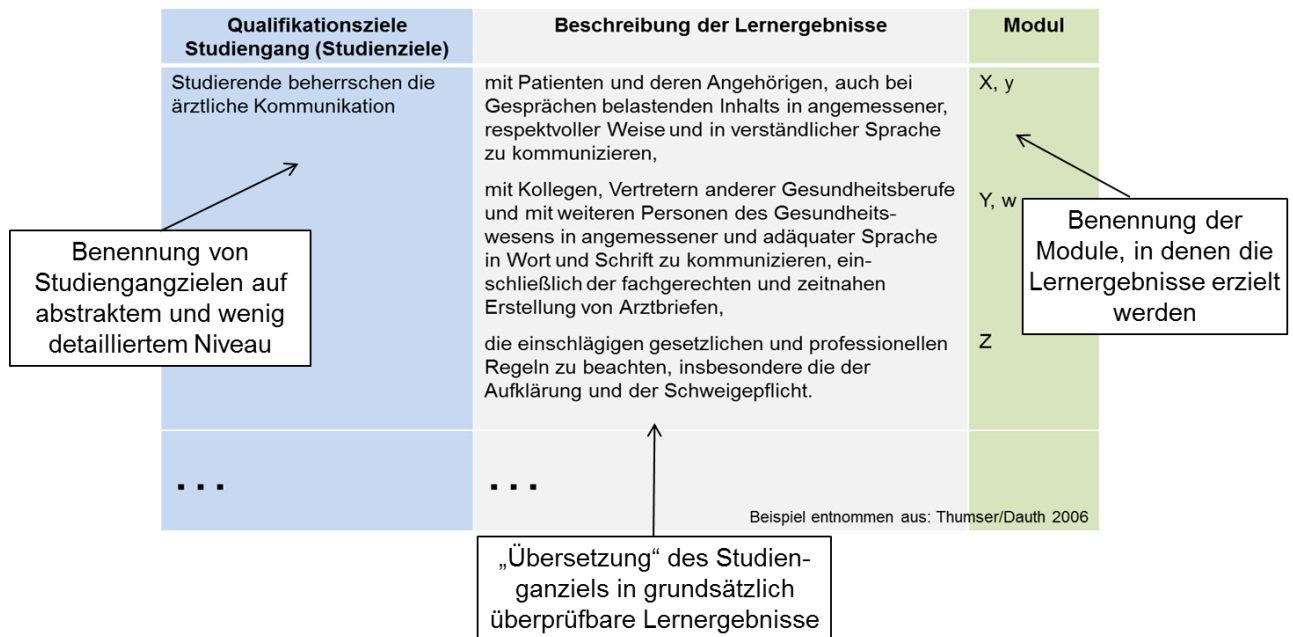 Qualifikationsziele
Studiengang (Studienziele)
Beschreibung der Lernergebnisse
Modul
Studierende beherrschen die
ärztliche Kommunikation
mit Patienten und deren Angehörigen, auch bei
Gesprächen belastenden Inhalts in angemessener,
respektvoller Weise und in verständlicher Sprache
zu kommunizieren,
X, y
mit Kollegen, Vertretern anderer Gesundheitsberufe
und mit weiteren Personen des Gesundheits-
wesens in angemessener und adäquater Sprache
in Wort und Schrift zu kommunizieren, ein-
schließlich der fachgerechten und zeitnahen
Erstellung von Arztbriefen,
Y, w
die einschlägigen gesetzlichen und professionellen
Regeln zu beachten, insbesondere die der
Aufklärung und der Schweigepflicht.
Z
Benennung von
Studiengangzielen auf
abstraktem und wenig
detailliertem Niveau
Benennung der
Module, in denen die
Lernergebnisse erzielt
werden
...
...
Beispiel entnommen aus: Thumser/Dauth 2006
„Übersetzung“ des Studien-
ganziels in grundsätzlich
überprüfbare Lernergebnisse